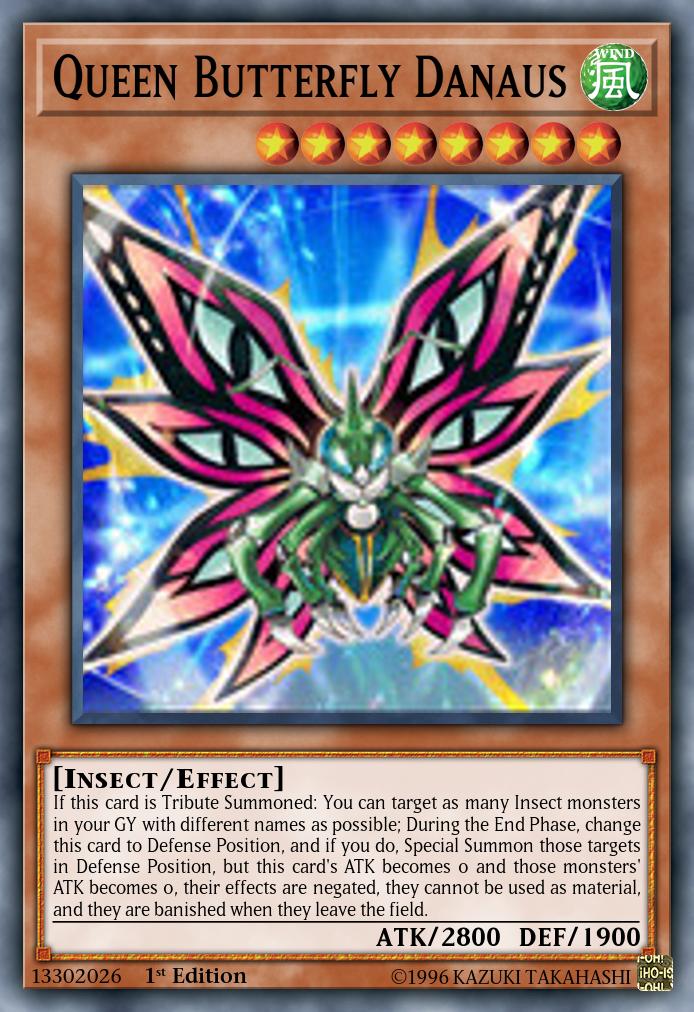 QUEEN BUTTERFLY DANAUS
WIND
風
[INSECT/EFFECT]
If this card is Tribute Summoned: You can target as many Insect monsters
in your GY with different names as possible; During the End Phase, change
this card to Defense Position, and if you do, Special Summon those targets
in Defense Position, but this card's ATK becomes 0 and those monsters'
ATK becomes 0, their effects are negated, they cannot be used as material,
and they are banished when they leave the field.
ATK/2800 DEF/1900
13302026 1st Edition ©1996 KAZUKI TAKAHASHI